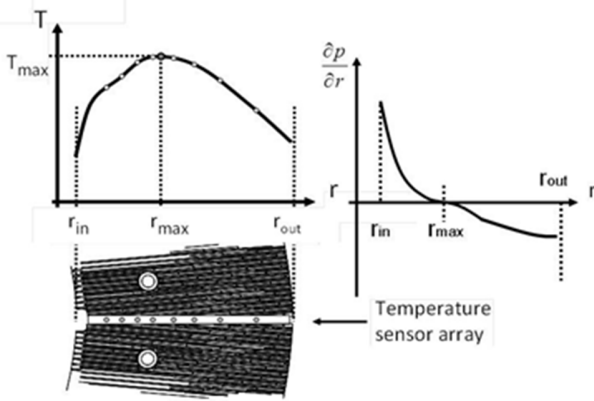 T
Tmax
r
rin
rmax
rout
∂p
∂r
rout
r
rin
rmax
Temperature
sensor array